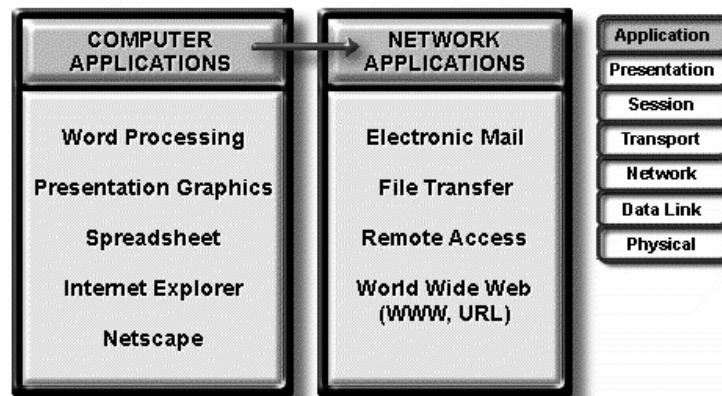 COMPUTER
APPLICATIONS
Word Processing
Presentation Graphics
Spreadsheet
Internet Explorer
Netscape
NETWORK
APPLICATIONS
Electronic Mail
File Transfer
Remote Access
World Wide Web
(WWW, URL)
Application
Presentation
Session
Transport
Network
Data Link
Physical